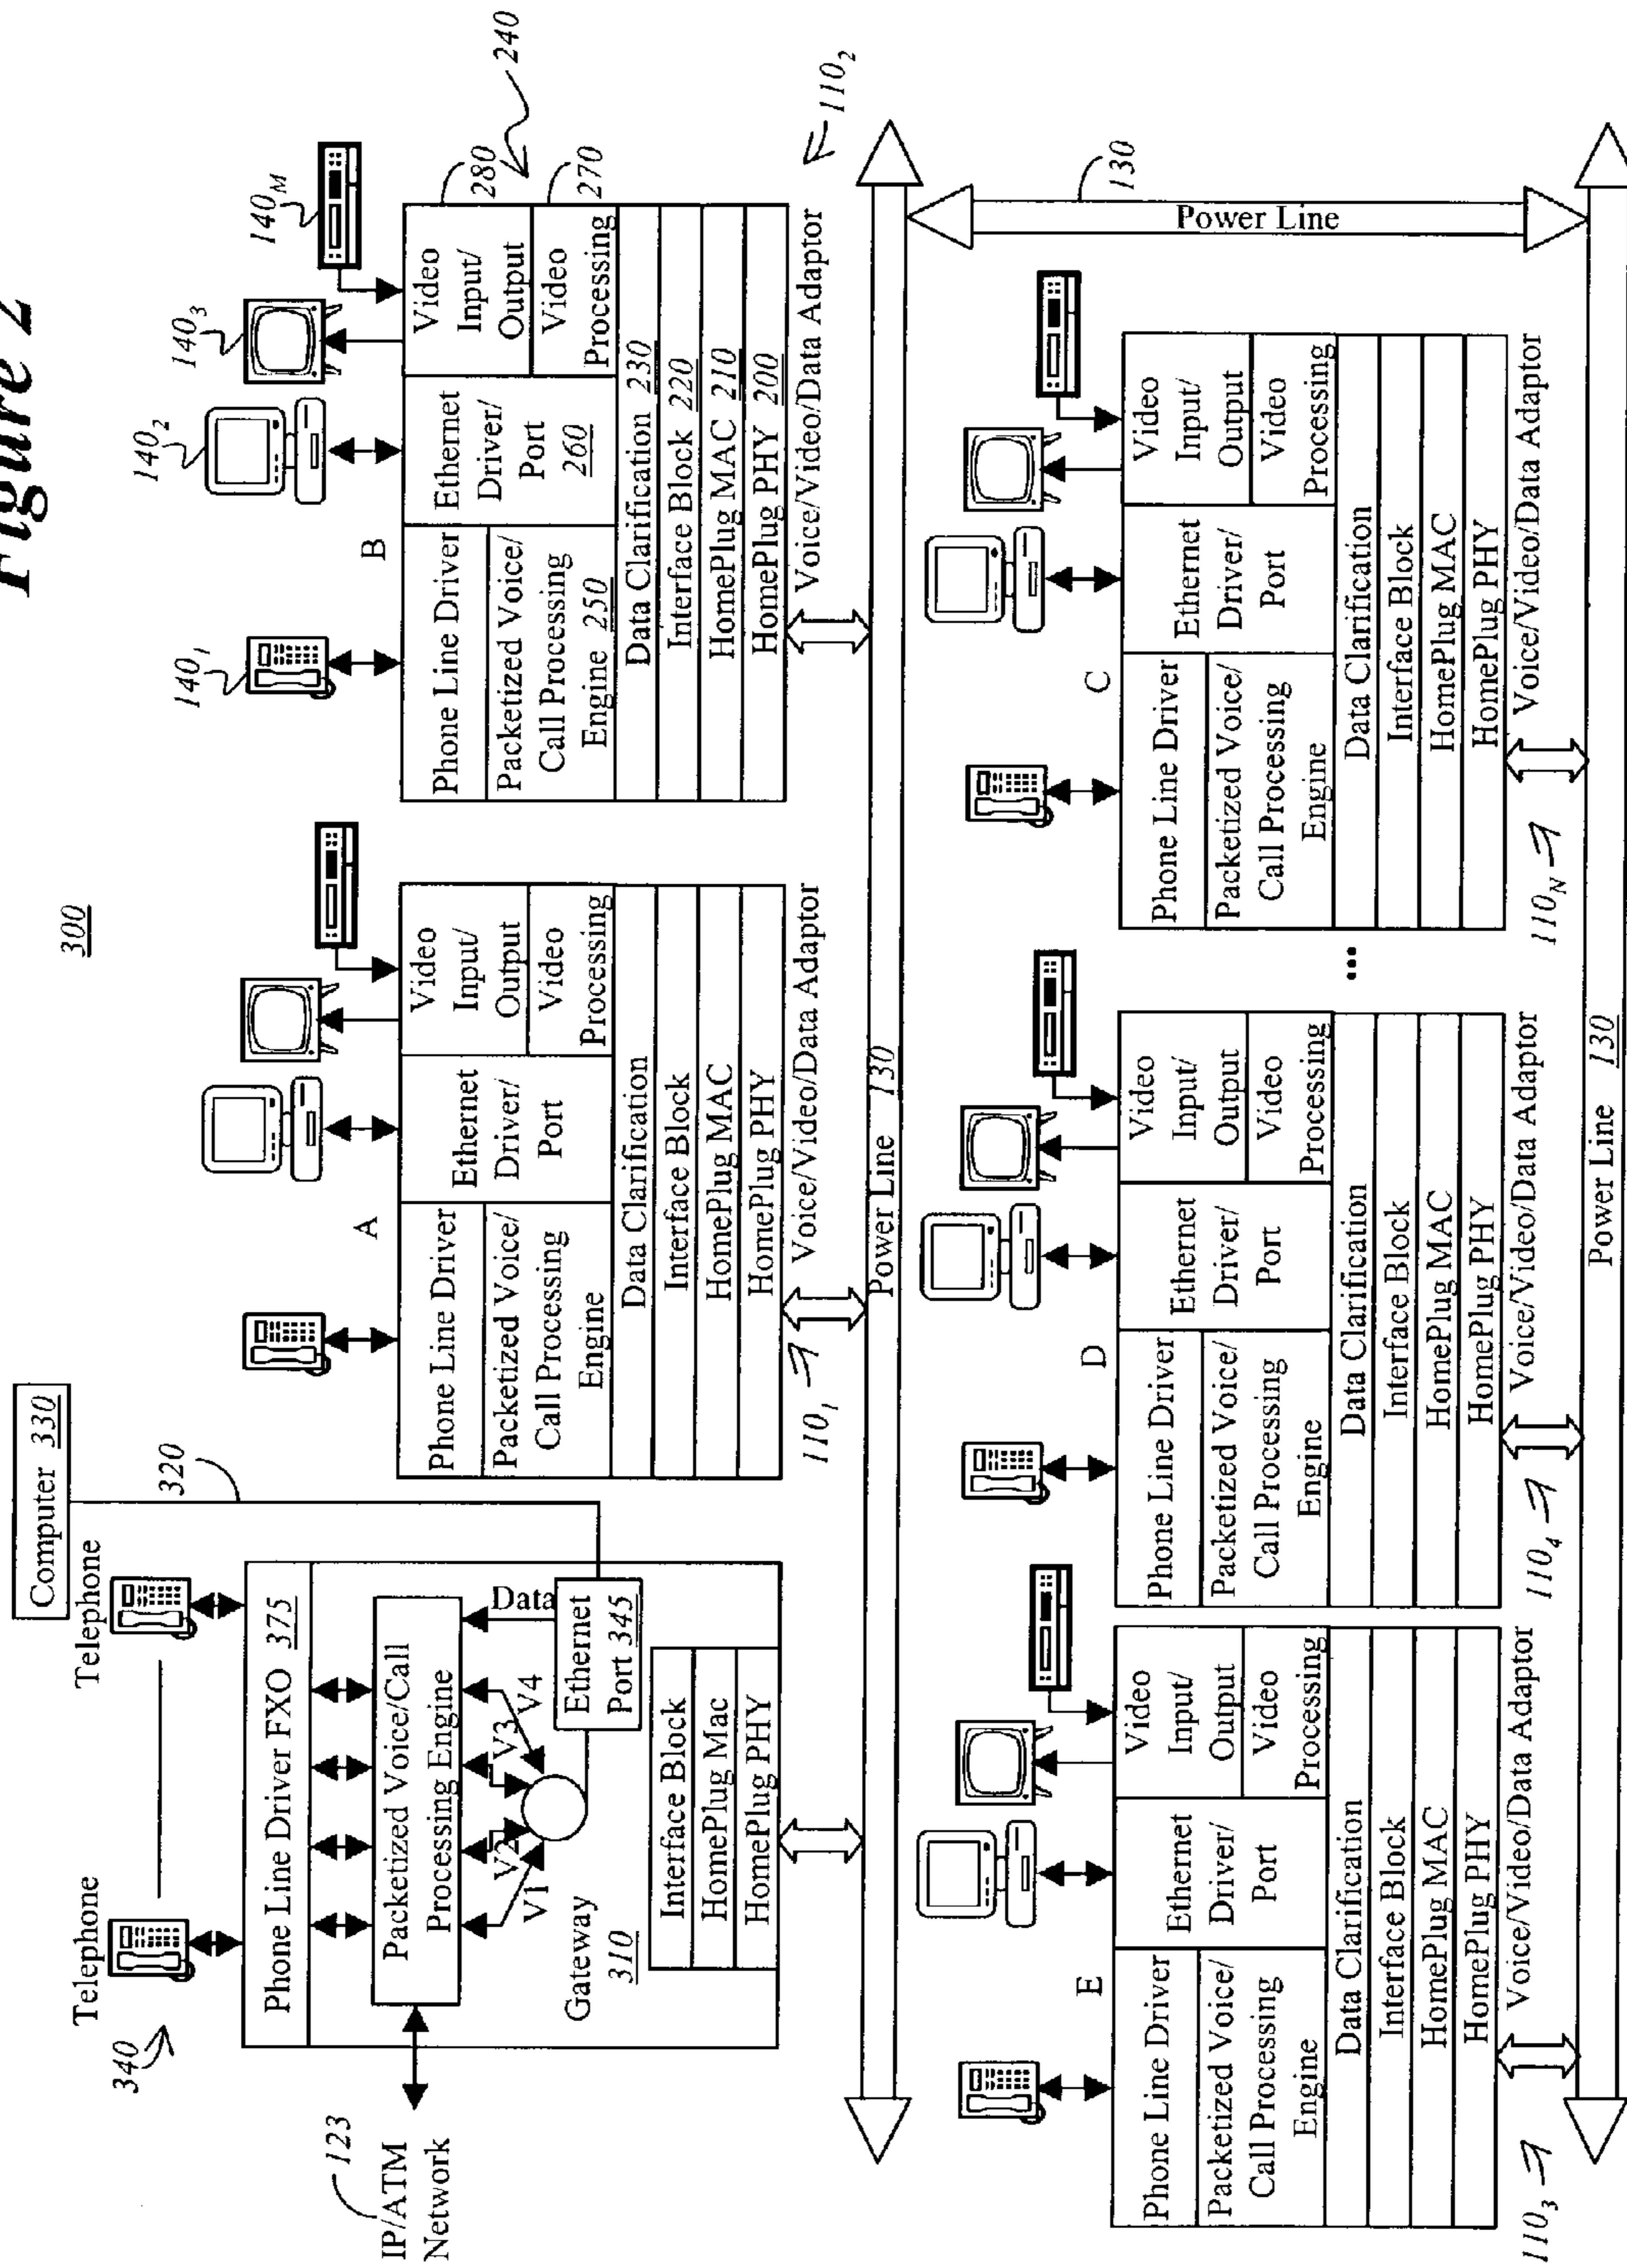 Figure 2
300
Computer 330
320
Telephone
Telephone
340
Phone Line Driver FXO 375
Packetized Voice/Call
Processing Engine
Data
V1
V2
V3
V4
Ethernet
Port 345
Gateway
310
Interface Block
HomePlug Mac
HomePlug PHY
123
IP/ATM
Network
A
Phone Line Driver
Packetized Voice/
Call Processing
Engine
Ethernet
Driver/
Port
Video
Input/
Output
Video
Processing
Data Clarification
Interface Block
HomePlug MAC
HomePlug PHY
Voice/Video/Data Adaptor
110₁
140₁
140₂
140₃
140M
B
Phone Line Driver
Packetized Voice/
Call Processing
Engine 250
Ethernet
Driver/
Port
260
Video
Input/
Output
Video
Processing
280
270
240
Data Clarification 230
Interface Block 220
HomePlug MAC 210
HomePlug PHY 200
Voice/Video/Data Adaptor
110₂
Power Line 130
Power Line
130
E
Phone Line Driver
Packetized Voice/
Call Processing
Engine
Ethernet
Driver/
Port
Video
Input/
Output
Video
Processing
Data Clarification
Interface Block
HomePlug MAC
HomePlug PHY
Voice/Video/Data Adaptor
110₃
D
Phone Line Driver
Packetized Voice/
Call Processing
Engine
Ethernet
Driver/
Port
Video
Input/
Output
Video
Processing
Data Clarification
Interface Block
HomePlug MAC
HomePlug PHY
Voice/Video/Data Adaptor
110₄
...
C
Phone Line Driver
Packetized Voice/
Call Processing
Engine
Ethernet
Driver/
Port
Video
Input/
Output
Video
Processing
Data Clarification
Interface Block
HomePlug MAC
HomePlug PHY
Voice/Video/Data Adaptor
110N
Power Line 130